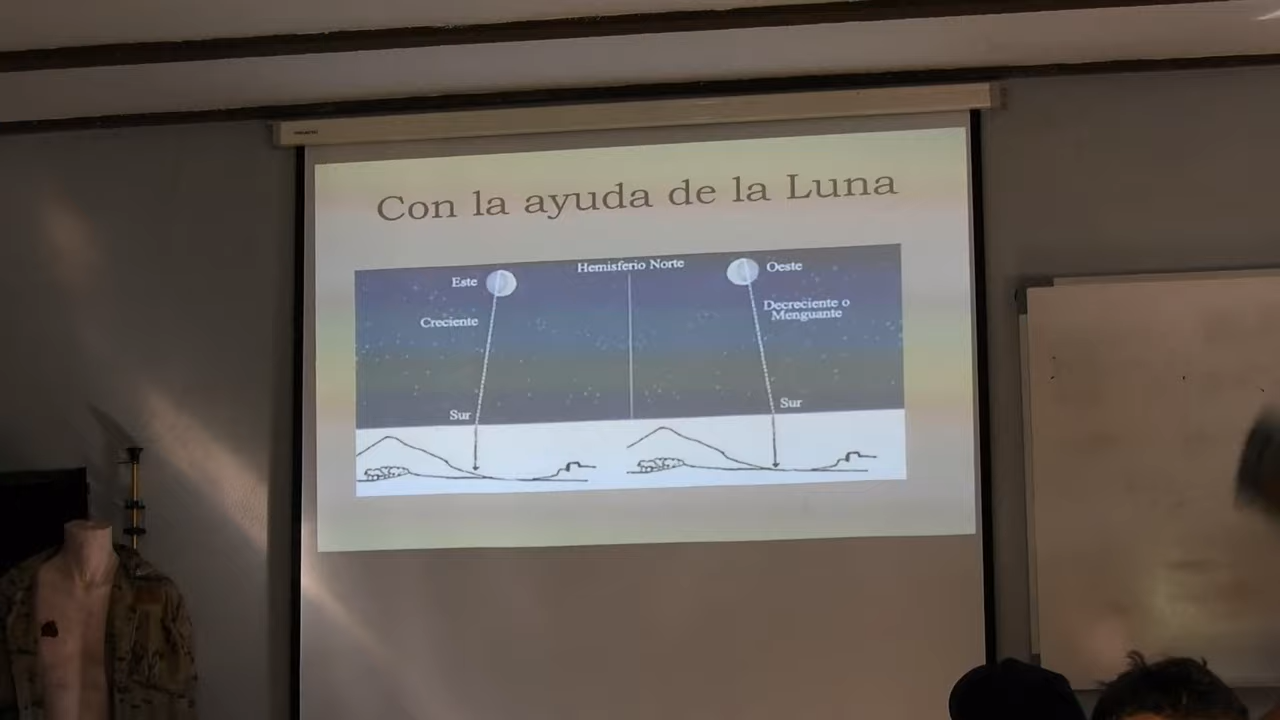 Con la ayuda de la Luna
Hemisferio Norte
Este
Oeste
Creciente
Decreciente o
Menguante
Sur
Sur